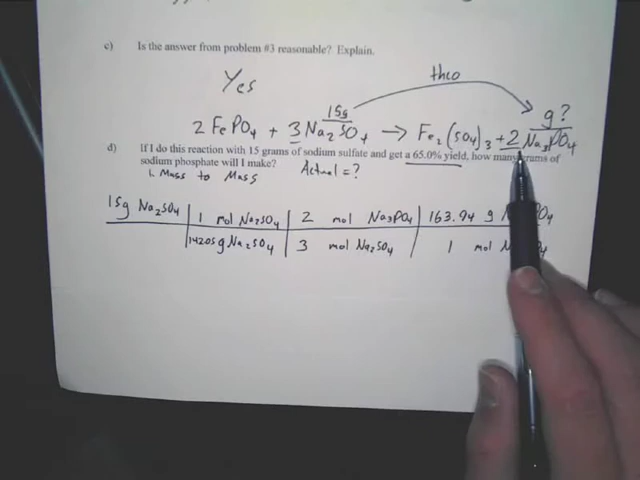 c) Is the answer from problem #3 reasonable? Explain.
Yes
theo
15g
g?
2 FePO4 + 3 Na2SO4 → Fe2(SO4)3 + 2 Na3PO4
d) If I do this reaction with 15 grams of sodium sulfate and get a 65.0% yield, how many grams of
sodium phosphate will I make?
1. Mass to Mass
Actual = ?
15g Na2SO4 | 1 mol Na2SO4 | 2 mol Na3PO4 | 163.94 g
14205 g Na2SO4 | 3 mol Na2SO4 | 1 mol